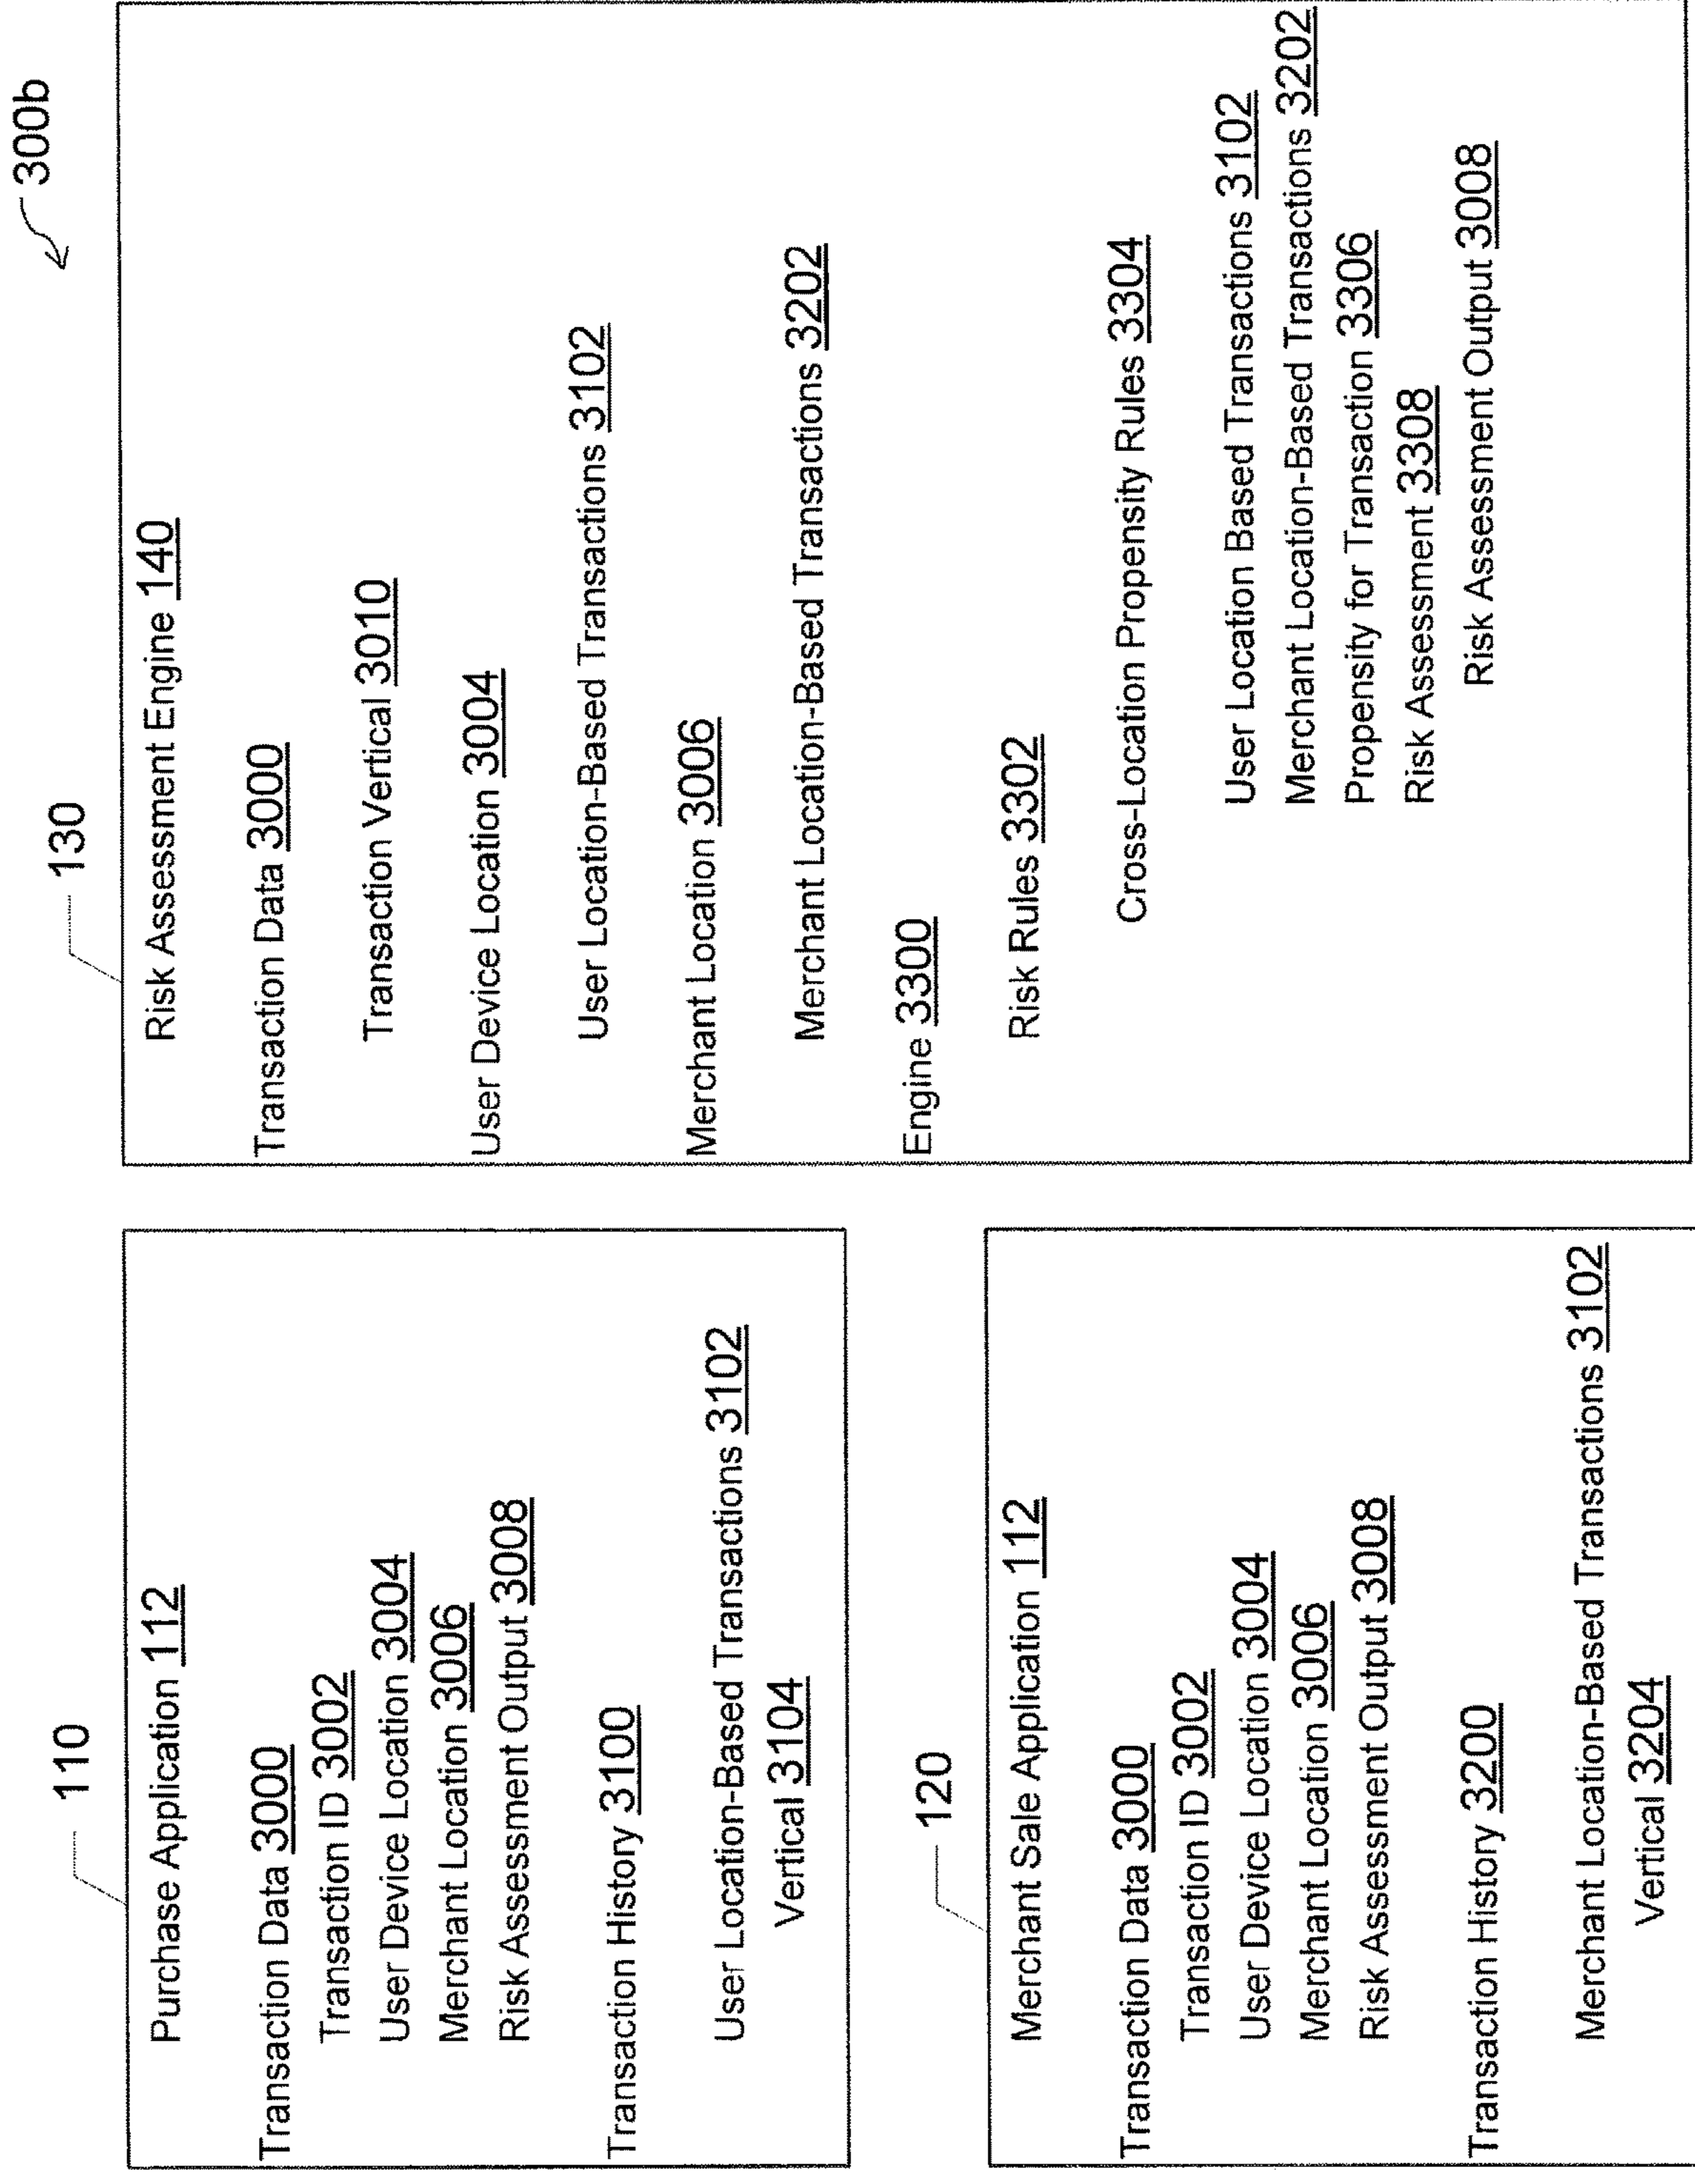 300b
110
Purchase Application 112
Transaction Data 3000
Transaction ID 3002
User Device Location 3004
Merchant Location 3006
Risk Assessment Output 3008
Transaction History 3100
User Location-Based Transactions 3102
Vertical 3104
120
Merchant Sale Application 112
Transaction Data 3000
Transaction ID 3002
User Device Location 3004
Merchant Location 3006
Risk Assessment Output 3008
Transaction History 3200
Merchant Location-Based Transactions 3102
Vertical 3204
130
Risk Assessment Engine 140
Transaction Data 3000
Transaction Vertical 3010
User Device Location 3004
User Location-Based Transactions 3102
Merchant Location 3006
Merchant Location-Based Transactions 3202
Engine 3300
Risk Rules 3302
Cross-Location Propensity Rules 3304
User Location Based Transactions 3102
Merchant Location-Based Transactions 3202
Propensity for Transaction 3306
Risk Assessment 3308
Risk Assessment Output 3008